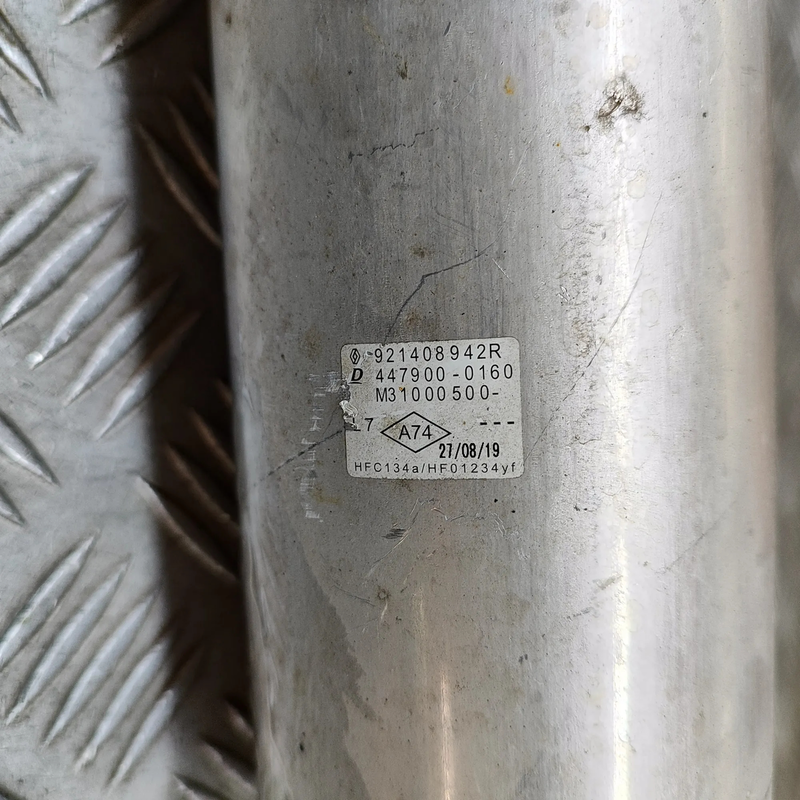 921408942R
D 447900-0160
M31000500-
7 A74 ---
27/08/19
HFC134a/HFO1234yf